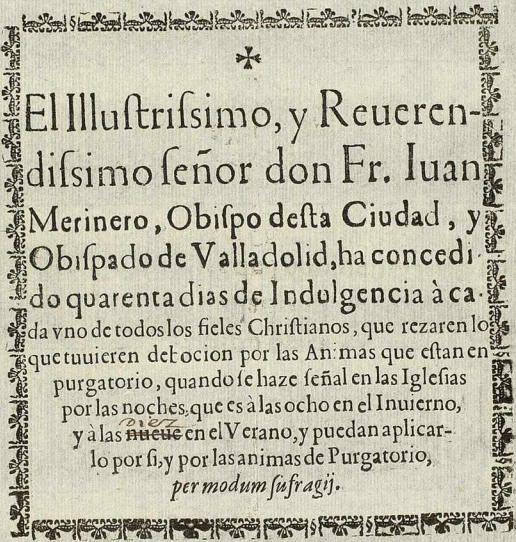 El Illuſtriſsimo, y Reueren-
diſsimo ſeñor don Fr. Iuan
Merinero, Obiſpo deſta Ciudad, y
Obiſpado de Valladolid, ha concedi
do quarenta dias de Indulgencia à ca-
da vno de todos los fieles Chriſtianos, que rezaren lo
que tuuieren deuocion por las Animas que eſtan en
purgatorio, quando ſe haze ſeñal en las Igleſias
por las noches, que es à las ocho en el Inuierno,
diez
y à las nueue en el Verano, y puedan aplicar-
lo por ſi, y por las animas de Purgatorio,
per modum ſufragij.